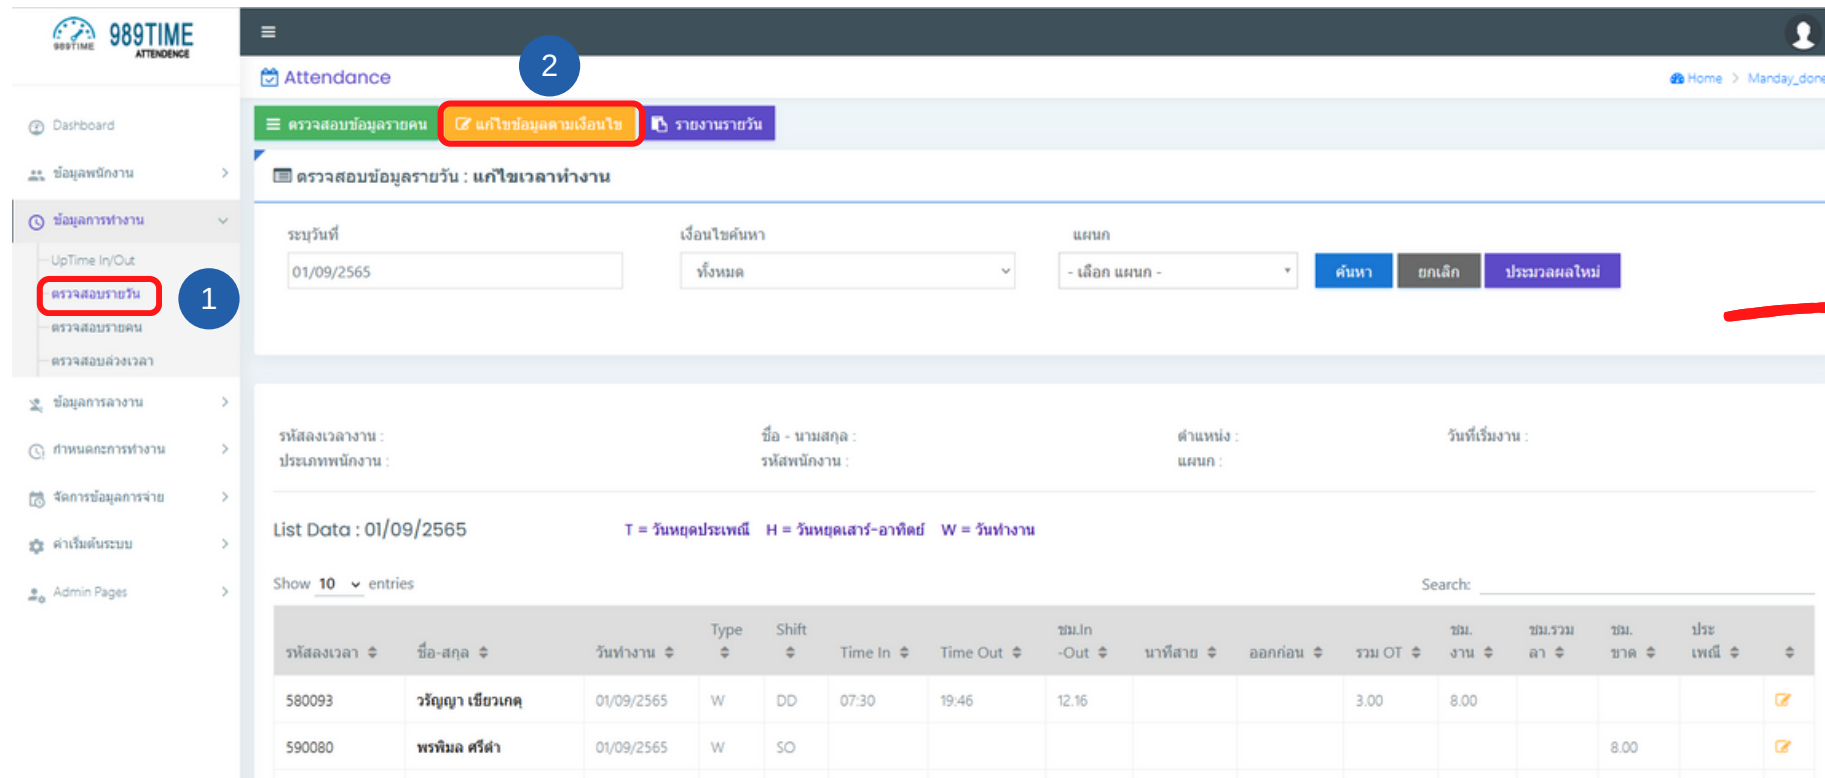 989TIME
989TIME
ATTENDENCE
Attendance
2
Home > Manday_done
Dashboard
ข้อมูลพนักงาน
ข้อมูลการทำงาน
UpTime In/Out
ตรวจสอบรายวัน
1
ตรวจสอบรายคน
ตรวจสอบล่วงเวลา
ข้อมูลการลางาน
กำหนดกะการทำงาน
จัดการข้อมูลการจ่าย
ค่าเริ่มต้นระบบ
Admin Pages
ตรวจสอบข้อมูลรายคน แก้ไขข้อมูลตามเงื่อนไข รายงานรายวัน
ตรวจสอบข้อมูลรายวัน : แก้ไขเวลาทำงาน
ระบุวันที่ เงื่อนไขค้นหา แผนก
01/09/2565 ทั้งหมด - เลือก แผนก - ค้นหา ยกเลิก ประมวลผลใหม่
รหัสลงเวลางาน : ชื่อ - นามสกุล : ตำแหน่ง : วันที่เริ่มงาน :
ประเภทพนักงาน : รหัสพนักงาน : แผนก :
List Data : 01/09/2565 T = วันหยุดประเพณี H = วันหยุดเสาร์-อาทิตย์ W = วันทำงาน
Show 10 entries Search:
รหัสลงเวลา ชื่อ-สกุล วันทำงาน Type Shift Time In Time Out ชม.In -Out นาทีสาย ออกก่อน รวม OT ชม. งาน ชม.รวม ลา ชม. ขาด ประ เพณี
580093 วรัญญา เขียวเกตุ 01/09/2565 W DD 07:30 19:46 12.16 3.00 8.00
590080 พรพิมล ศรีดำ 01/09/2565 W SO 8.00